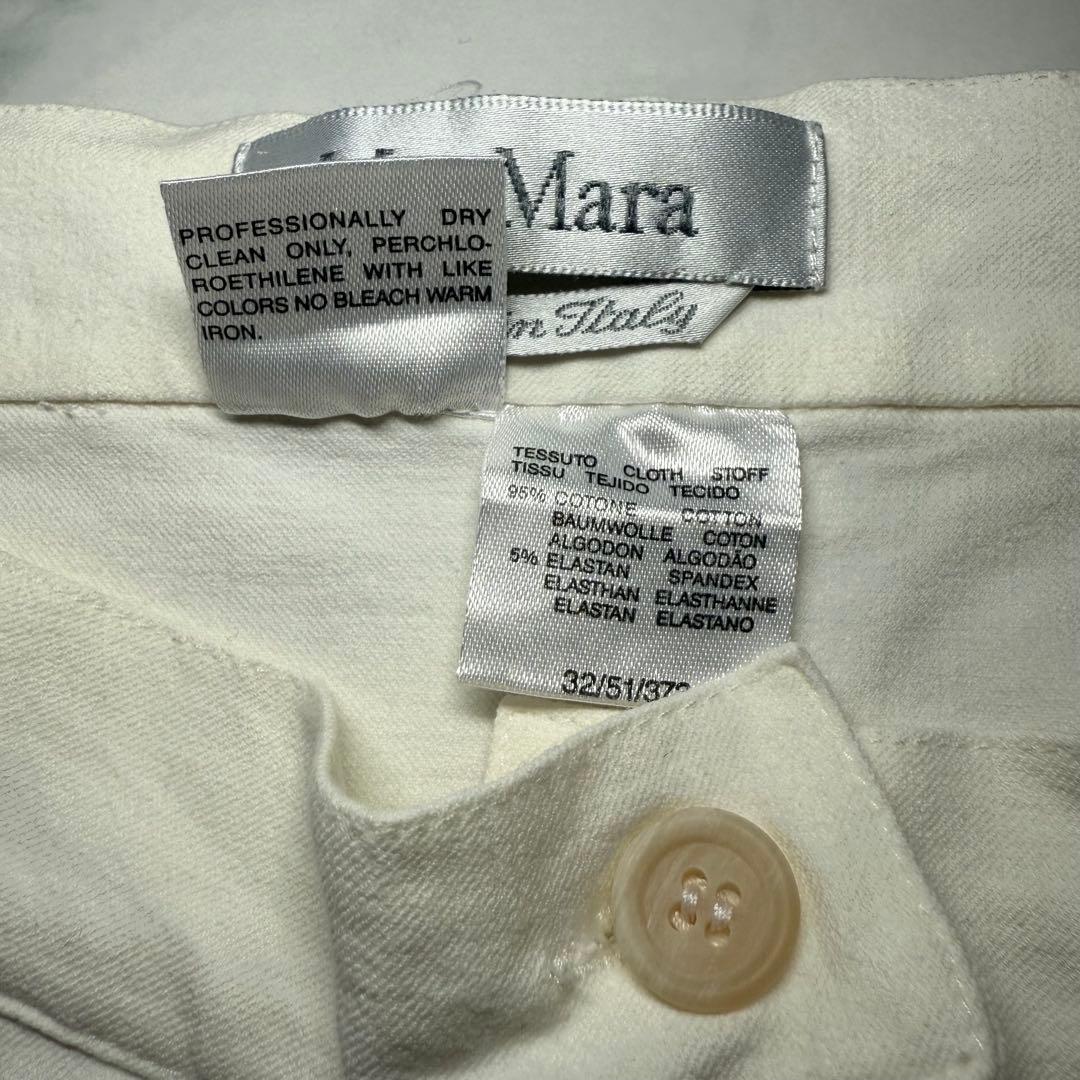 Mara
in Italy
PROFESSIONALLY DRY
CLEAN ONLY, PERCHLO-
ROETHILENE WITH LIKE
COLORS NO BLEACH WARM
IRON.
TESSUTO CLOTH STOFF
TISSU TEJIDO TECIDO
95% COTONE COTTON
BAUMWOLLE COTON
ALGODON ALGODÃO
5% ELASTAN SPANDEX
ELASTHAN ELASTHANNE
ELASTAN ELASTANO
32/51/373